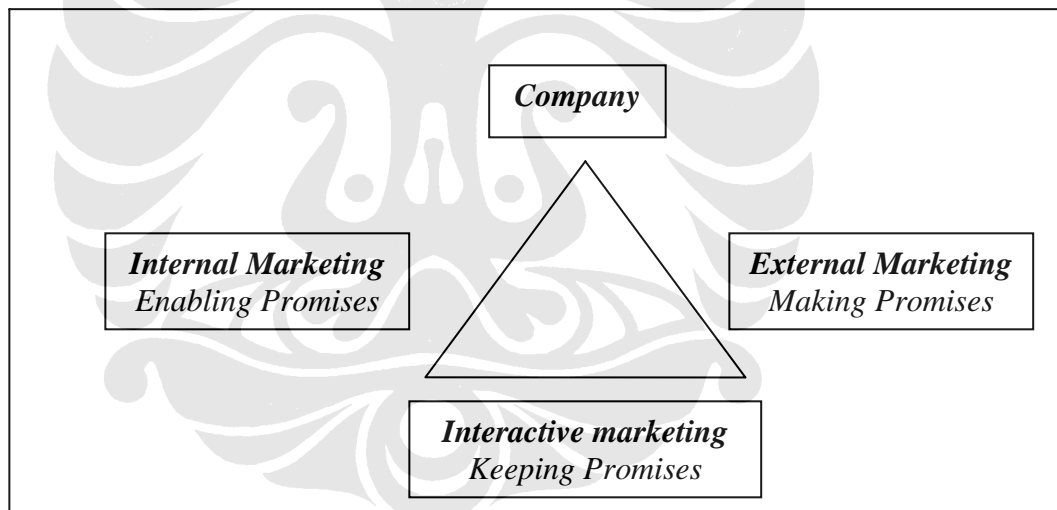 Company
Internal Marketing
Enabling Promises
External Marketing
Making Promises
Interactive marketing
Keeping Promises